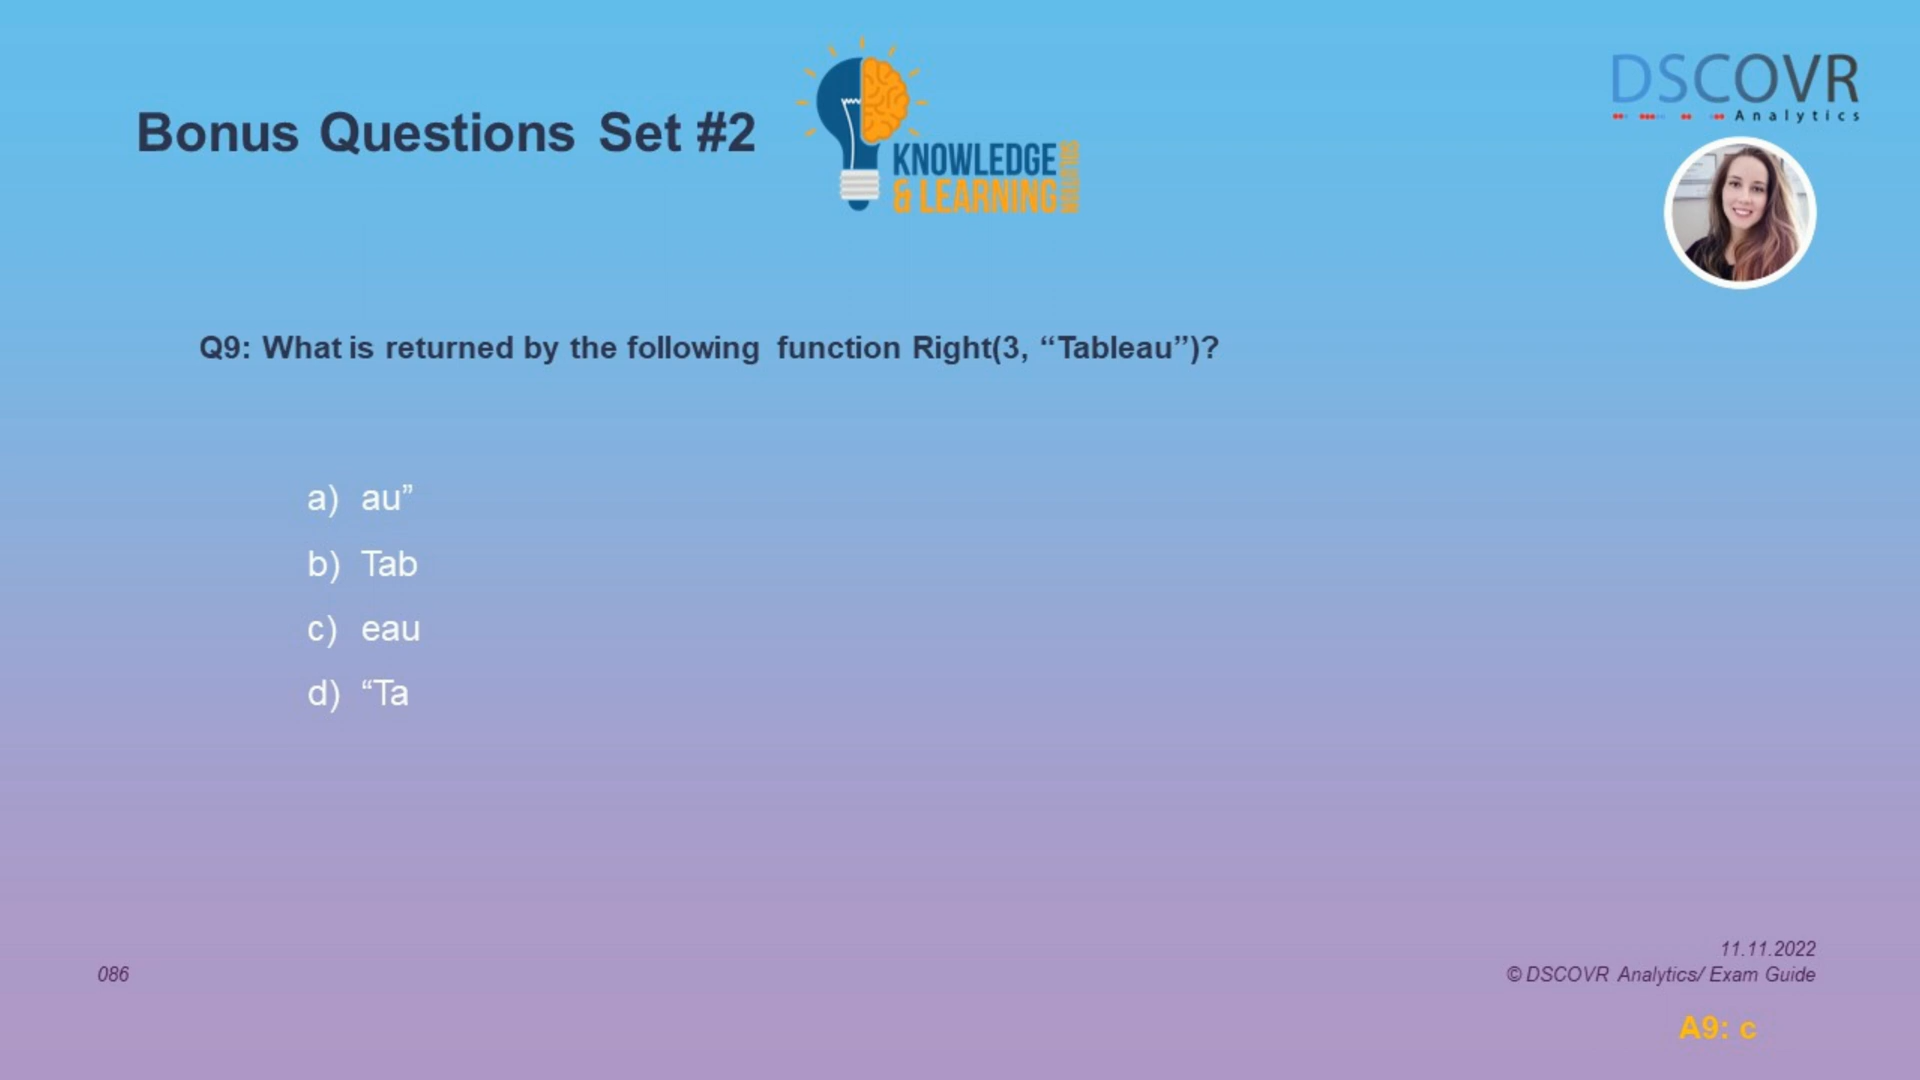 Bonus Questions Set #2
KNOWLEDGE
& LEARNING
SOLUTION
DSCOVR
Analytics
Q9: What is returned by the following function Right(3, “Tableau”)?
a) au”
b) Tab
c) eau
d) “Ta
086
11.11.2022
© DSCOVR Analytics/ Exam Guide
A9: c